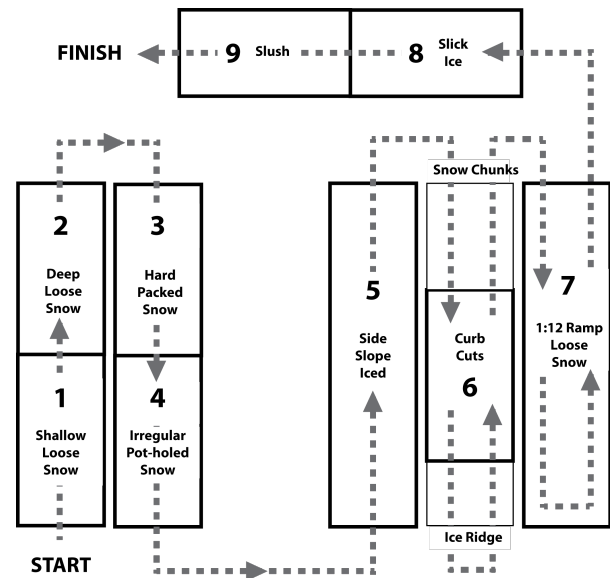 FINISH
9
Slush
8
Slick
Ice
2
Deep
Loose
Snow
3
Hard
Packed
Snow
1
Shallow
Loose
Snow
4
Irregular
Pot-holed
Snow
START
5
Side
Slope
Iced
Snow Chunks
Curb
Cuts
6
Ice Ridge
7
1:12 Ramp
Loose
Snow